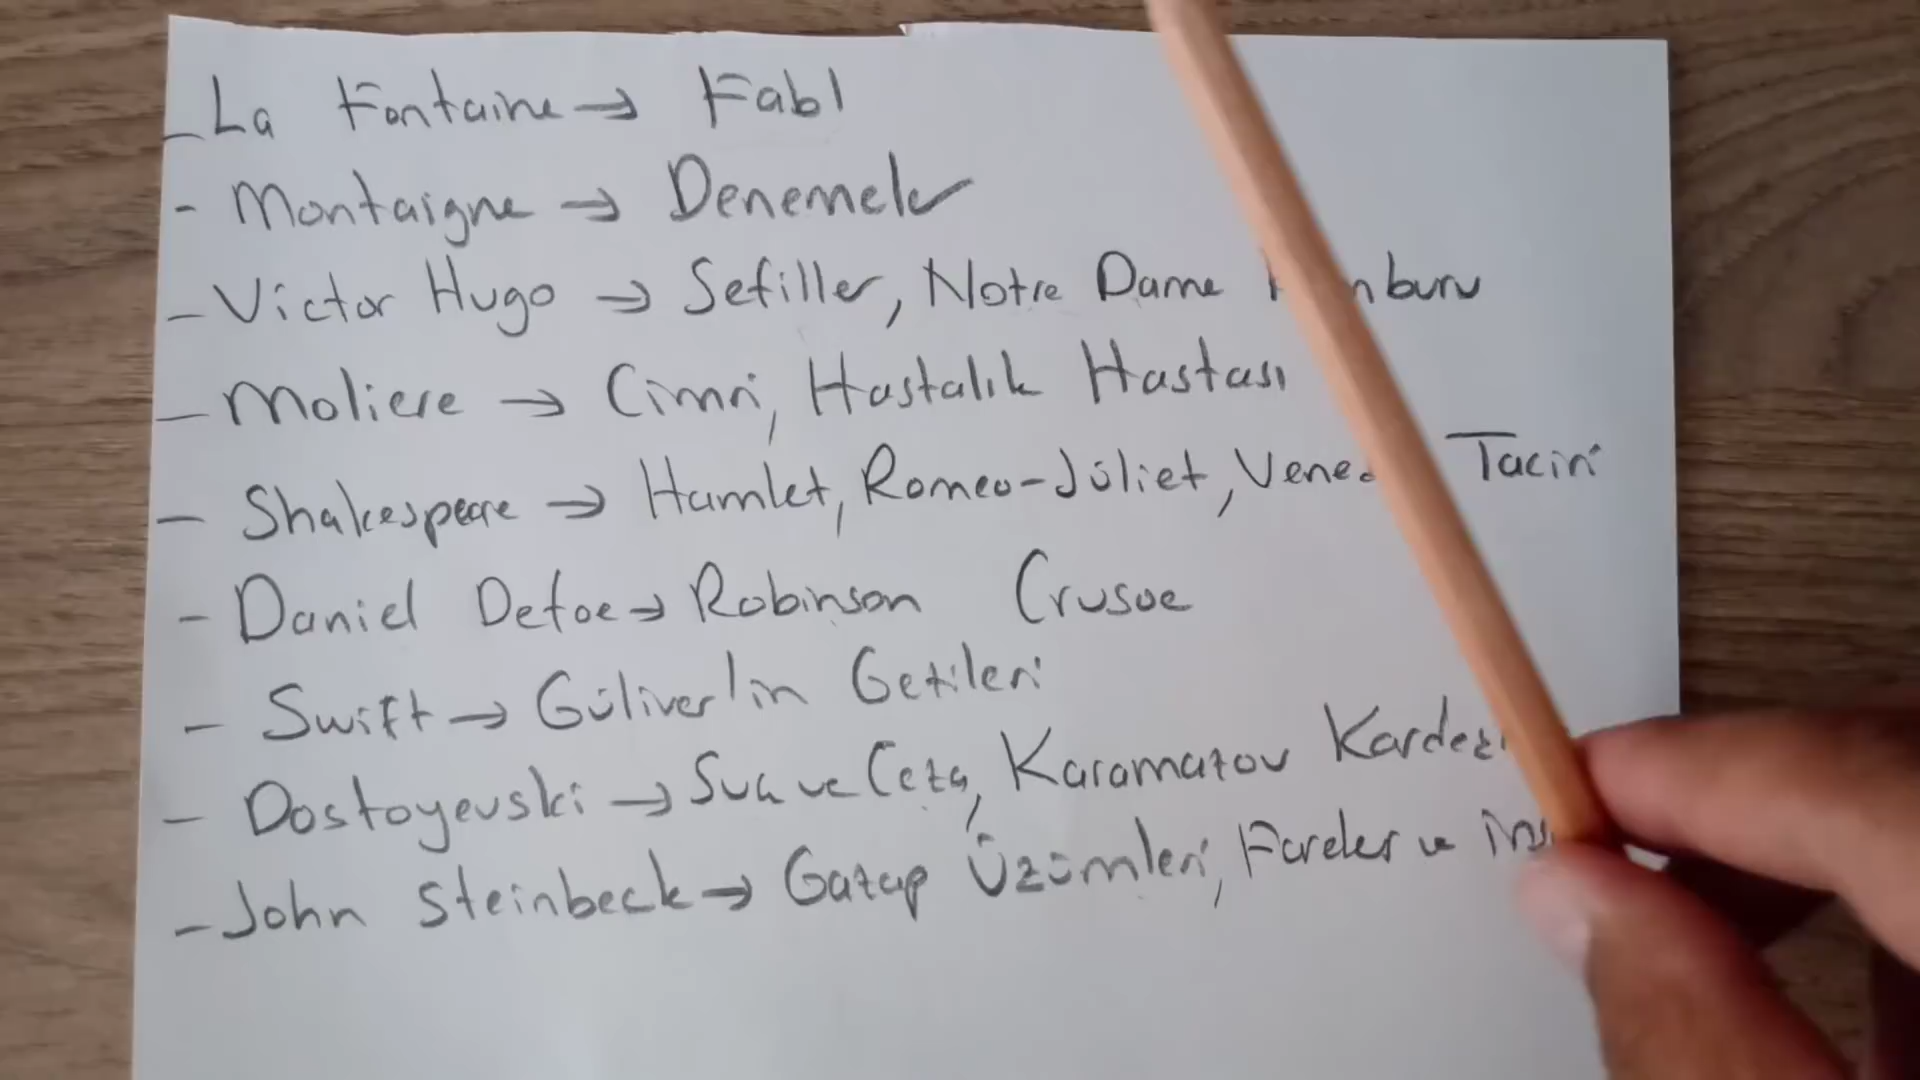 - La Fontaine → Fabl
- Montaigne → Denemeler
- Victor Hugo → Sefiller, Notre Dame
- Moliere → Cimri, Hastalık Hastası
- Shakespeare → Hamlet, Romeo-Jüliet, Taciri
- Daniel Defoe → Robinson Crusoe
- Swift → Güliver'in Gezileri
- Dostoyevski → Suç ve Ceza, Karamazov
- John Steinbeck → Gazap Üzümleri, Fareler ve